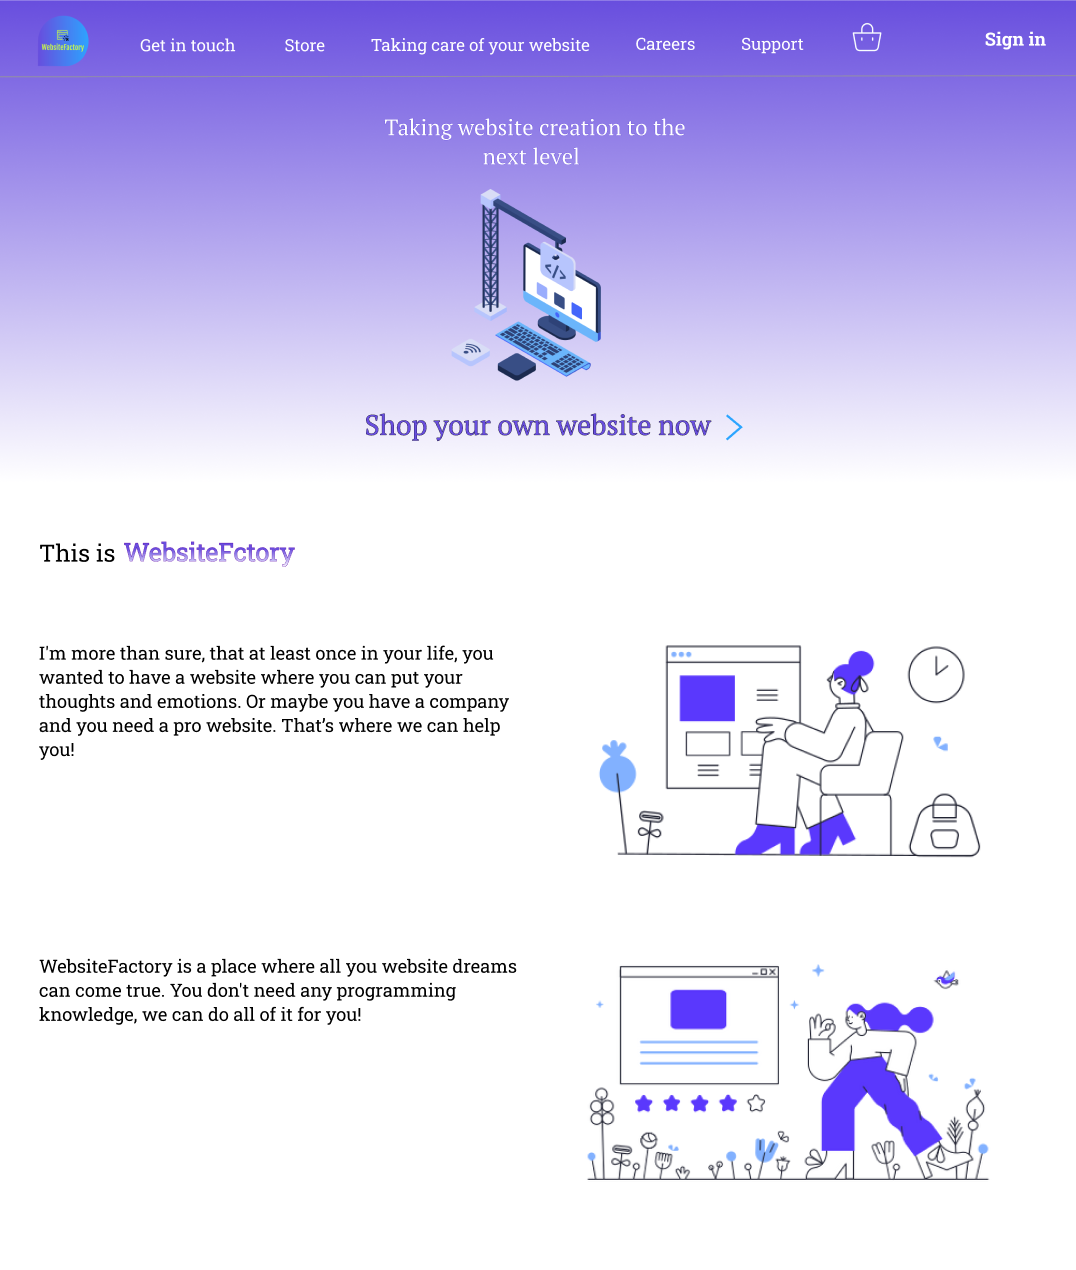 WebsiteFactory
Get in touch
Store
Taking care of your website
Careers
Support
Sign in
Taking website creation to the
next level
</>
Shop your own website now
This is WebsiteFctory
I'm more than sure, that at least once in your life, you
wanted to have a website where you can put your
thoughts and emotions. Or maybe you have a company
and you need a pro website. That’s where we can help
you!
WebsiteFactory is a place where all you website dreams
can come true. You don't need any programming
knowledge, we can do all of it for you!